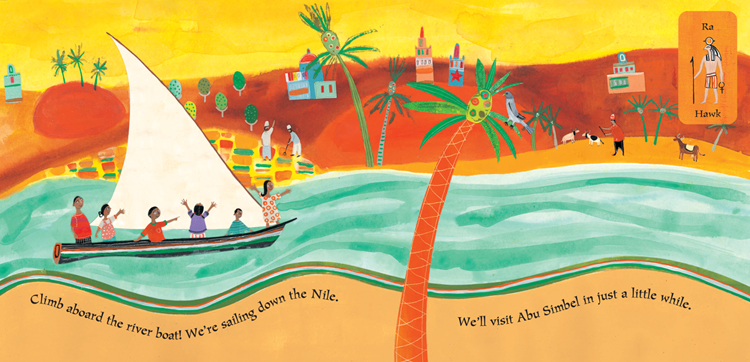 Ra
Hawk
Climb aboard the river boat! We're sailing down the Nile.
We'll visit Abu Simbel in just a little while.